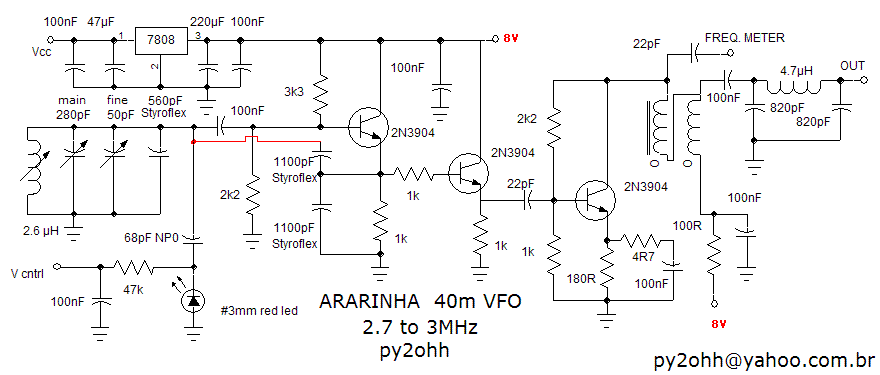 100nF 47µF 220µF 100nF
1 7808 3
2
Vcc
8V
22pF FREQ. METER
OUT
4.7µH
100nF
820pF
820pF
100nF
3k3
2N3904
main
280pF
fine
50pF
560pF
Styroflex
100nF
2k2
2N3904
2k2
1100pF
Styroflex
1k
22pF
2N3904
2k2
1100pF
Styroflex
1k
1k
1k
180R
4R7
100nF
100R
100nF
8V
2.6 µH
68pF NP0
V cntrl
47k
100nF
#3mm red led
ARARINHA 40m VFO
2.7 to 3MHz
py2ohh
py2ohh@yahoo.com.br